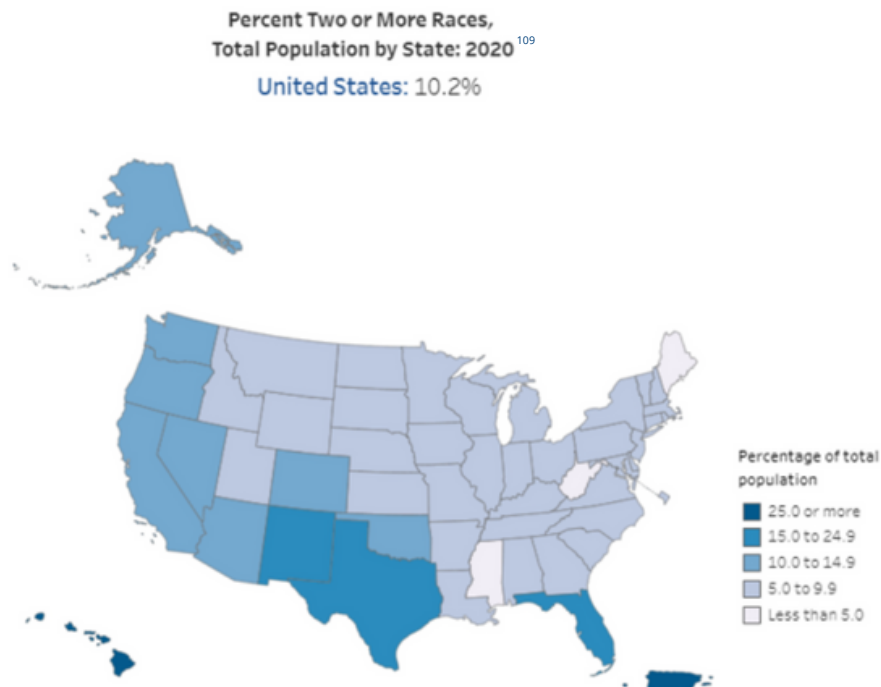 Percent Two or More Races,
Total Population by State: 2020 109
United States: 10.2%
Percentage of total
population
25.0 or more
15.0 to 24.9
10.0 to 14.9
5.0 to 9.9
Less than 5.0